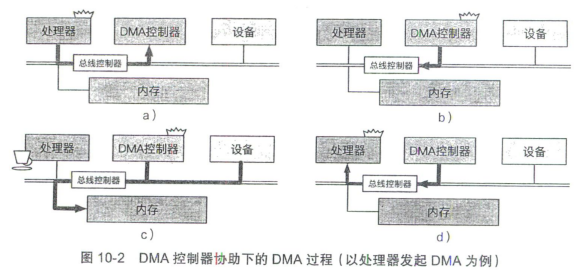 处理器 DMA控制器 设备
总线控制器
内存
a)
处理器 DMA控制器 设备
总线控制器
内存
b)
处理器 DMA控制器 设备
总线控制器
内存
c)
处理器 DMA控制器 设备
总线控制器
内存
d)
图 10-2 DMA 控制器协助下的 DMA 过程（以处理器发起 DMA 为例）